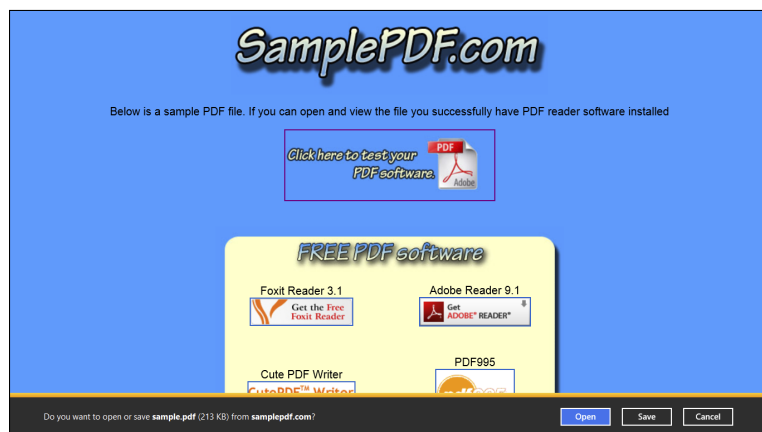 SamplePDF.com
Below is a sample PDF file. If you can open and view the file you successfully have PDF reader software installed
Click here to test your
PDF software.
PDF
Adobe
FREE PDF software
Foxit Reader 3.1
Get the Free
Foxit Reader
Adobe Reader 9.1
Get
ADOBE® READER®
Cute PDF Writer
CutePDF™ Writer
PDF995
pdf995
Do you want to open or save sample.pdf (213 KB) from samplepdf.com?
Open
Save
Cancel